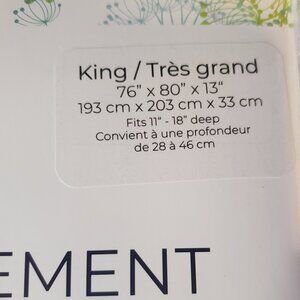 King / Très grand
76" x 80" x 13"
193 cm x 203 cm x 33 cm
Fits 11" - 18" deep
Convient à une profondeur
de 28 à 46 cm
EMENT